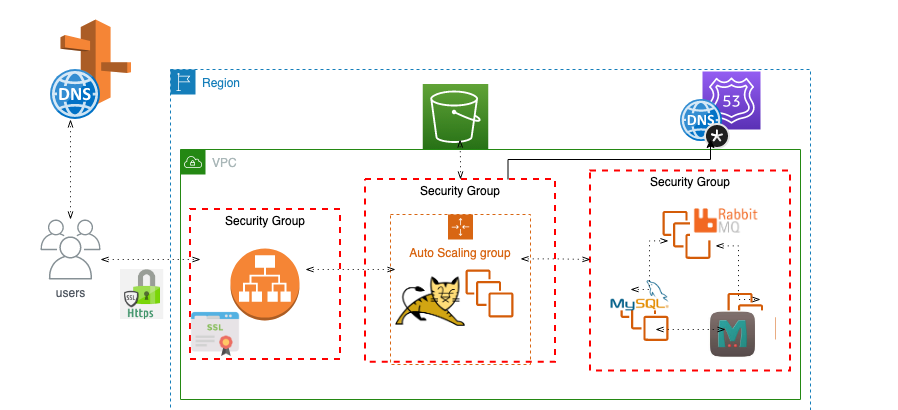 DNS
Region
53
DNS
*
VPC
Security Group
Security Group
Security Group
Rabbit
MQ
Auto Scaling group
users
SSL
Https
MySQL
SSL
M